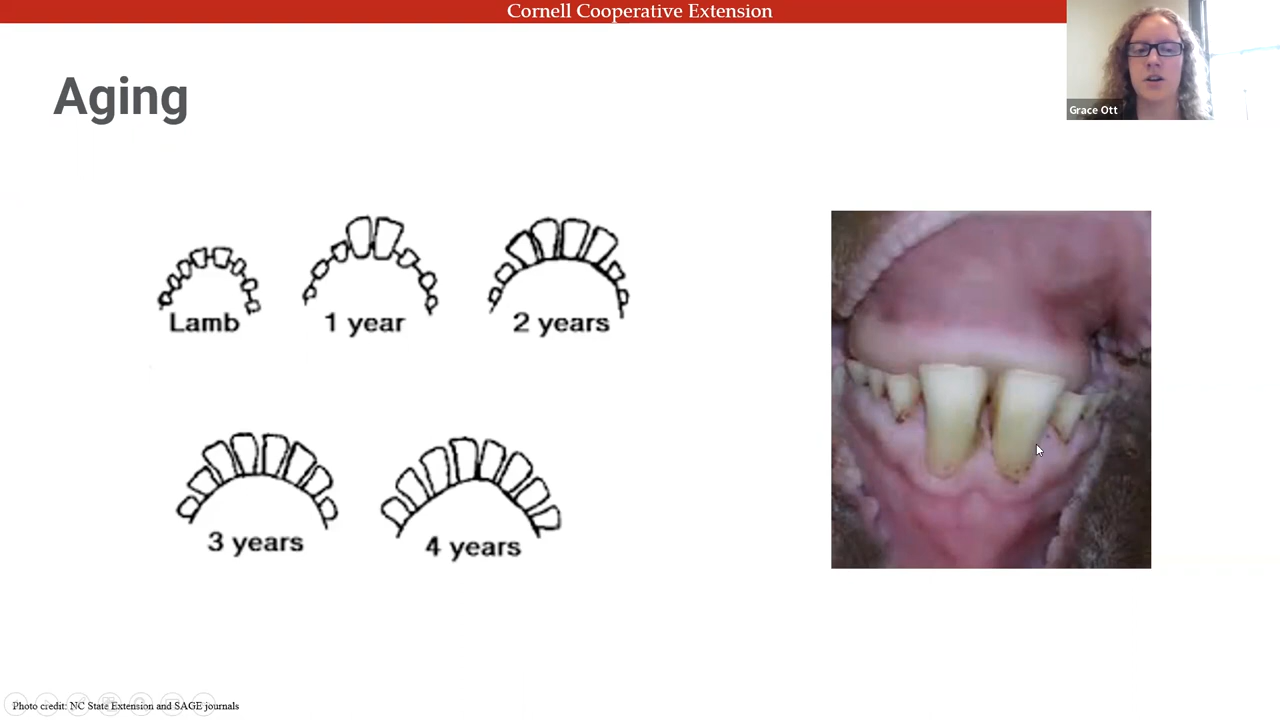 Cornell Cooperative Extension
Grace Ott
Aging
Lamb
1 year
2 years
3 years
4 years
Photo credit: NC State Extension and SAGE journals